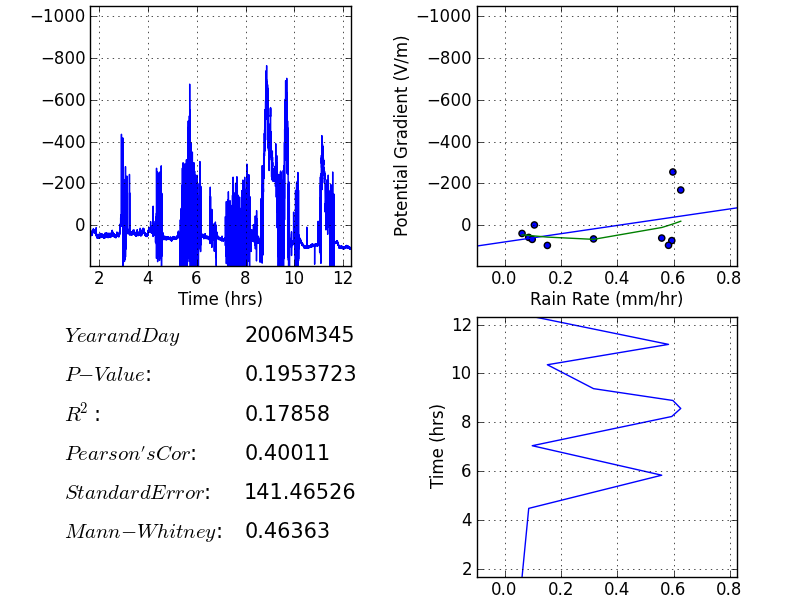 −1000
−800
−600
−400
−200
0
2 4 6 8 10 12
Time (hrs)
Potential Gradient (V/m)
−1000
−800
−600
−400
−200
0
0.0 0.2 0.4 0.6 0.8
Rain Rate (mm/hr)
YearandDay 2006M345
P−Value: 0.1953723
R²: 0.17858
Pearson'sCor: 0.40011
StandardError: 141.46526
Mann−Whitney: 0.46363
Time (hrs)
12
10
8
6
4
2
0.0 0.2 0.4 0.6 0.8